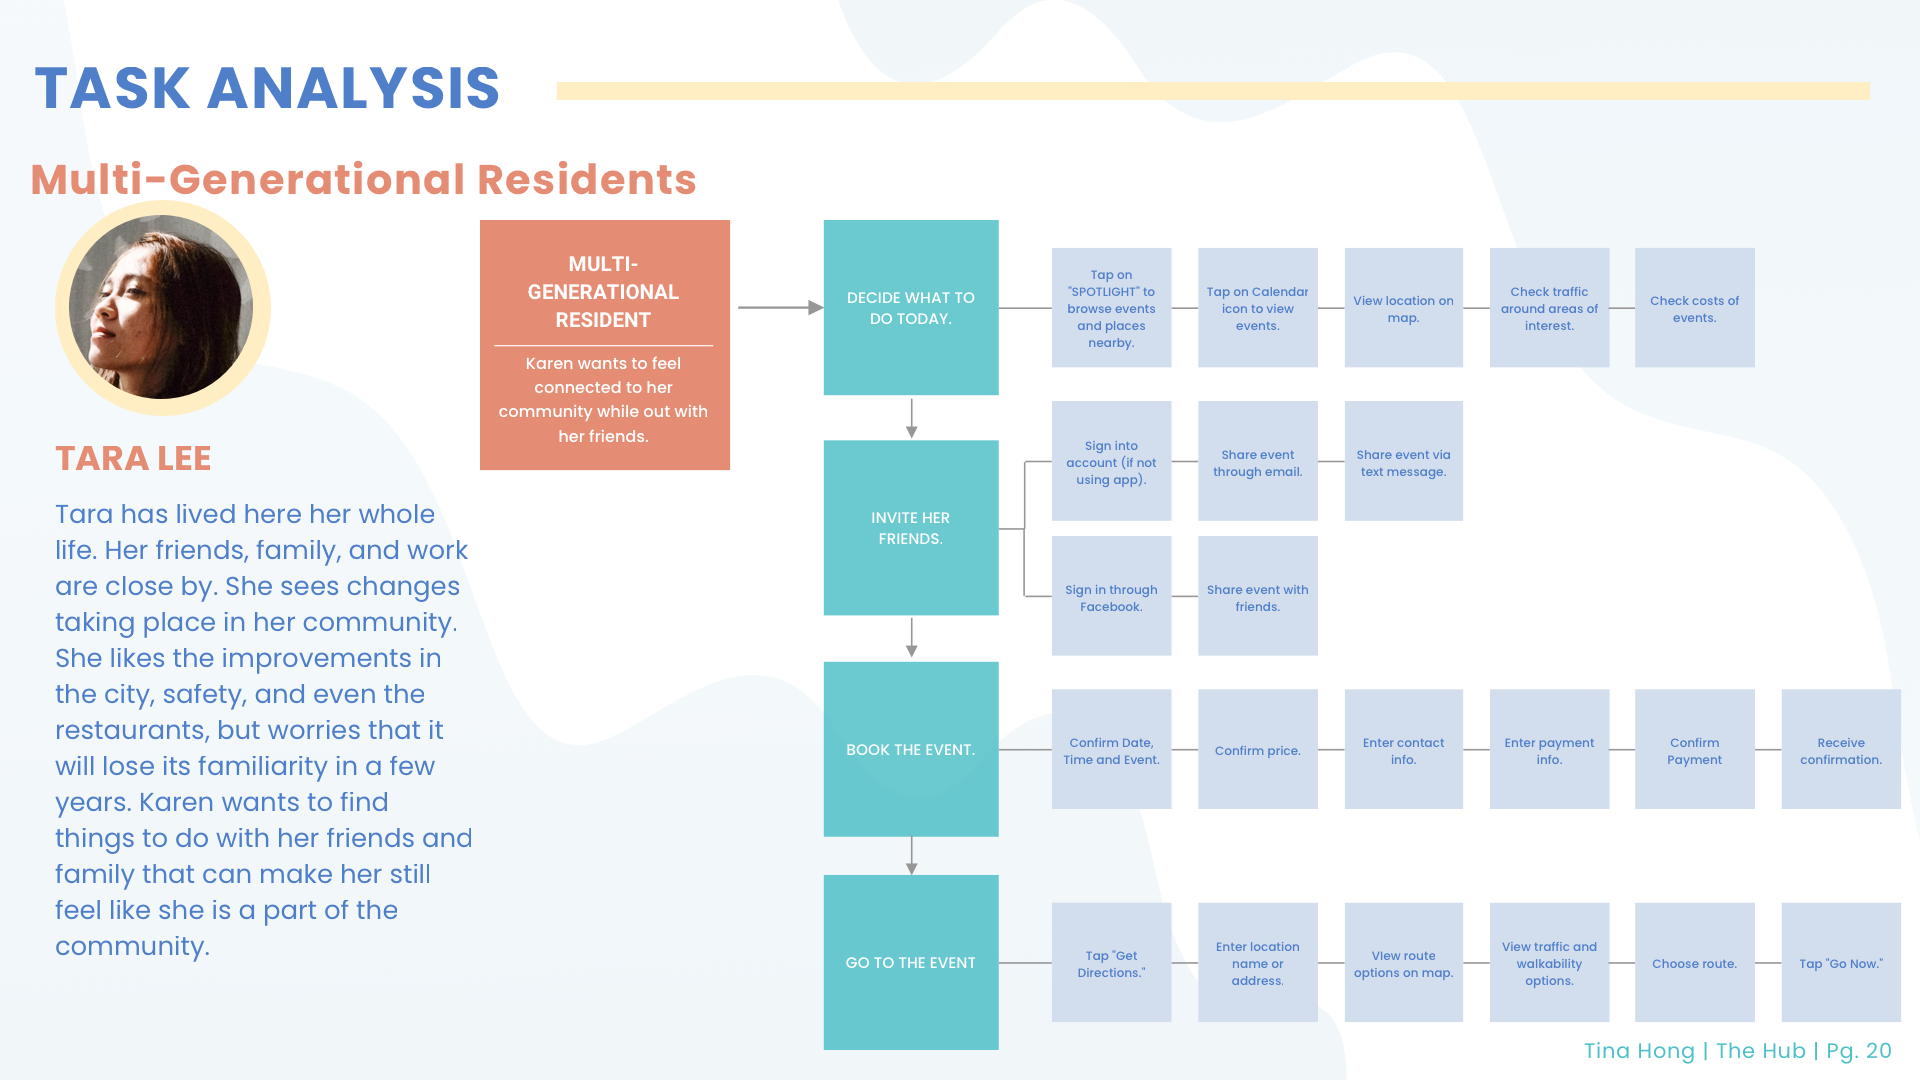 TASK ANALYSIS
Multi-Generational Residents
TARA LEE
Tara has lived here her whole
life. Her friends, family, and work
are close by. She sees changes
taking place in her community.
She likes the improvements in
the city, safety, and even the
restaurants, but worries that it
will lose its familiarity in a few
years. Karen wants to find
things to do with her friends and
family that can make her still
feel like she is a part of the
community.
MULTI-
GENERATIONAL
RESIDENT
Karen wants to feel
connected to her
community while out with
her friends.
DECIDE WHAT TO
DO TODAY.
Tap on
"SPOTLIGHT" to
browse events
and places
nearby.
Tap on Calendar
icon to view
events.
View location on
map.
Check traffic
around areas of
interest.
Check costs of
events.
INVITE HER
FRIENDS.
Sign into
account (if not
using app).
Share event
through email.
Share event via
text message.
Sign in through
Facebook.
Share event with
friends.
BOOK THE EVENT.
Confirm Date,
Time and Event.
Confirm price.
Enter contact
info.
Enter payment
info.
Confirm
Payment
Receive
confirmation.
GO TO THE EVENT
Tap "Get
Directions."
Enter location
name or
address.
VIew route
options on map.
View traffic and
walkability
options.
Choose route.
Tap "Go Now."
Tina Hong | The Hub | Pg. 20